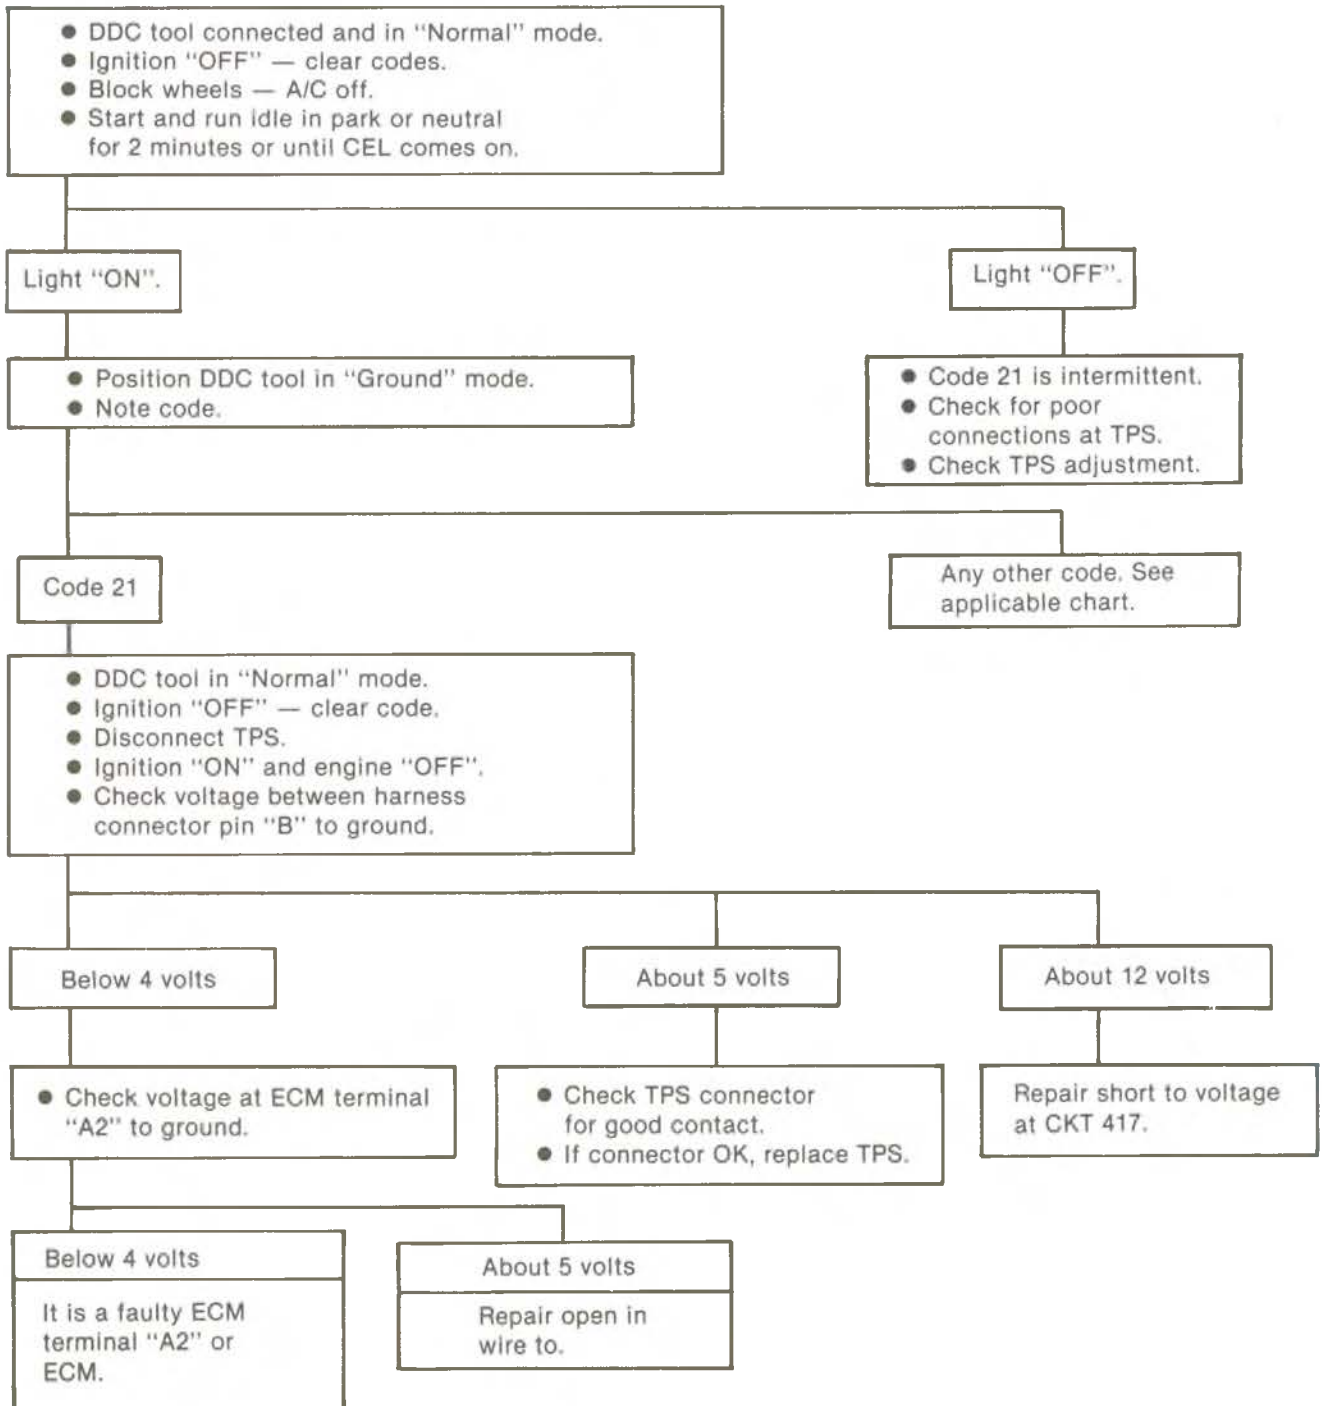 ● DDC tool connected and in “Normal” mode.
● Ignition “OFF” — clear codes.
● Block wheels — A/C off.
● Start and run idle in park or neutral
for 2 minutes or until CEL comes on.
Light “ON”.
Light “OFF”.
● Position DDC tool in “Ground” mode.
● Note code.
● Code 21 is intermittent.
● Check for poor
connections at TPS.
● Check TPS adjustment.
Code 21
Any other code. See
applicable chart.
● DDC tool in “Normal” mode.
● Ignition “OFF” — clear code.
● Disconnect TPS.
● Ignition “ON” and engine “OFF”.
● Check voltage between harness
connector pin “B” to ground.
Below 4 volts
About 5 volts
About 12 volts
● Check voltage at ECM terminal
“A2” to ground.
● Check TPS connector
for good contact.
● If connector OK, replace TPS.
Repair short to voltage
at CKT 417.
Below 4 volts
It is a faulty ECM
terminal “A2” or
ECM.
About 5 volts
Repair open in
wire to.